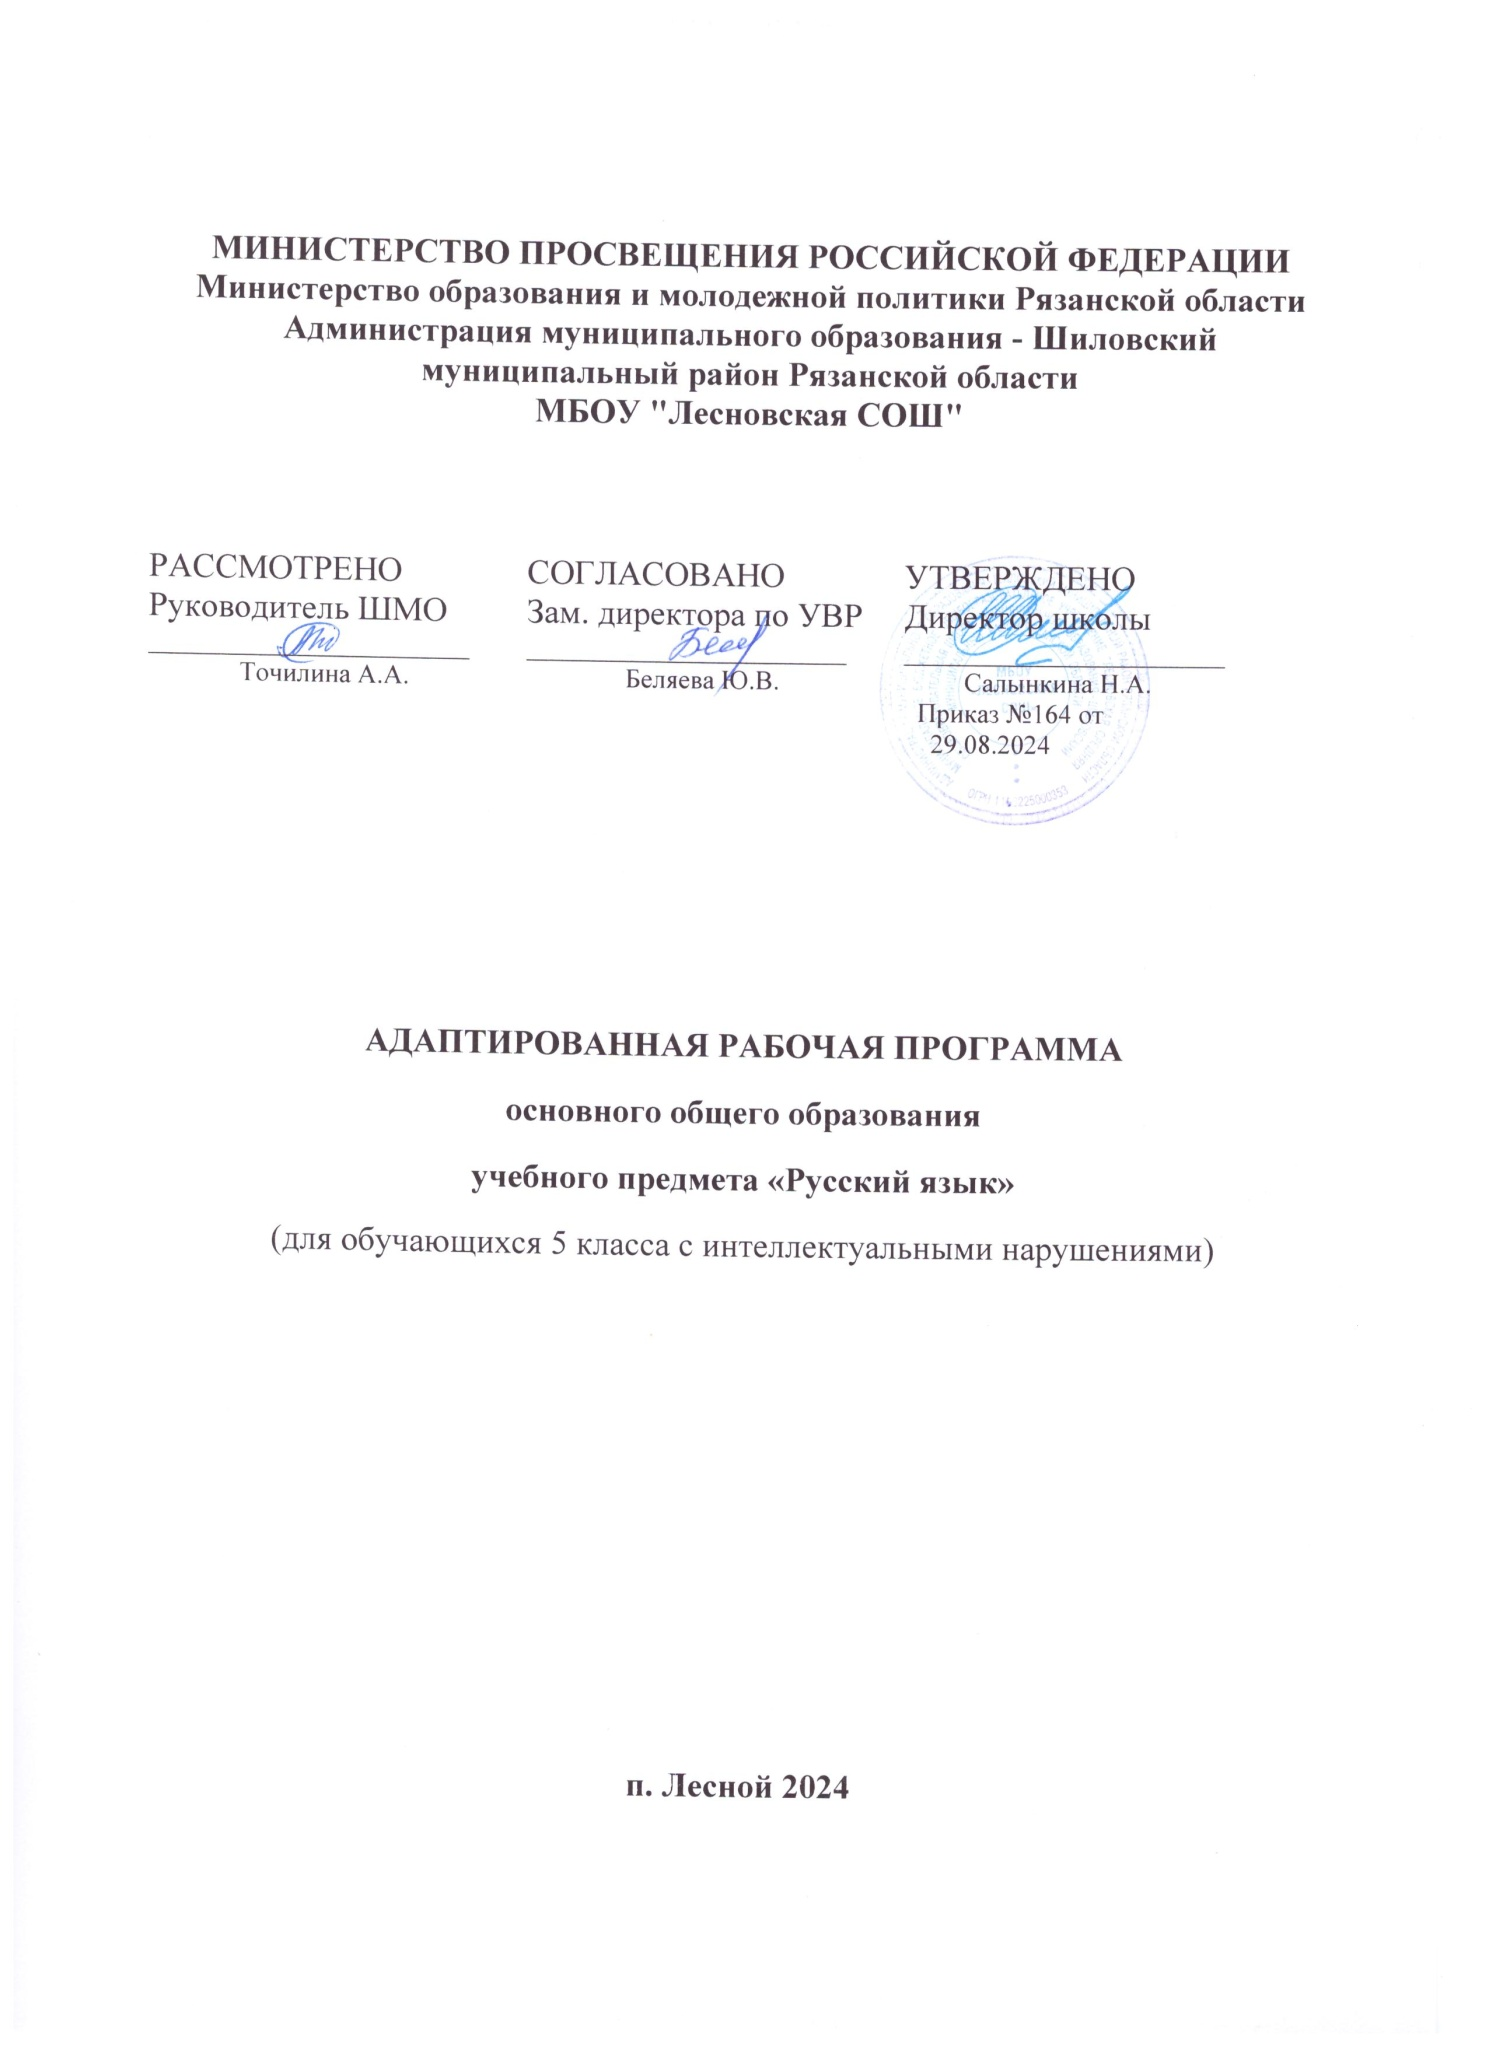 МИНИСТЕРСТВО ПРОСВЕЩЕНИЯ РОССИЙСКОЙ ФЕДЕРАЦИИ
Министерство образования и молодежной политики Рязанской области
Администрация муниципального образования - Шиловский
муниципальный район Рязанской области
МБОУ "Лесновская СОШ"
РАССМОТРЕНО
Руководитель ШМО
Точилина А.А.
СОГЛАСОВАНО
Зам. директора по УВР
Беляева Ю.В.
УТВЕРЖДЕНО
Директор школы
Салынкина Н.А.
Приказ №164 от
29.08.2024
АДАПТИРОВАННАЯ РАБОЧАЯ ПРОГРАММА
основного общего образования
учебного предмета «Русский язык»
(для обучающихся 5 класса с интеллектуальными нарушениями)
п. Лесной 2024